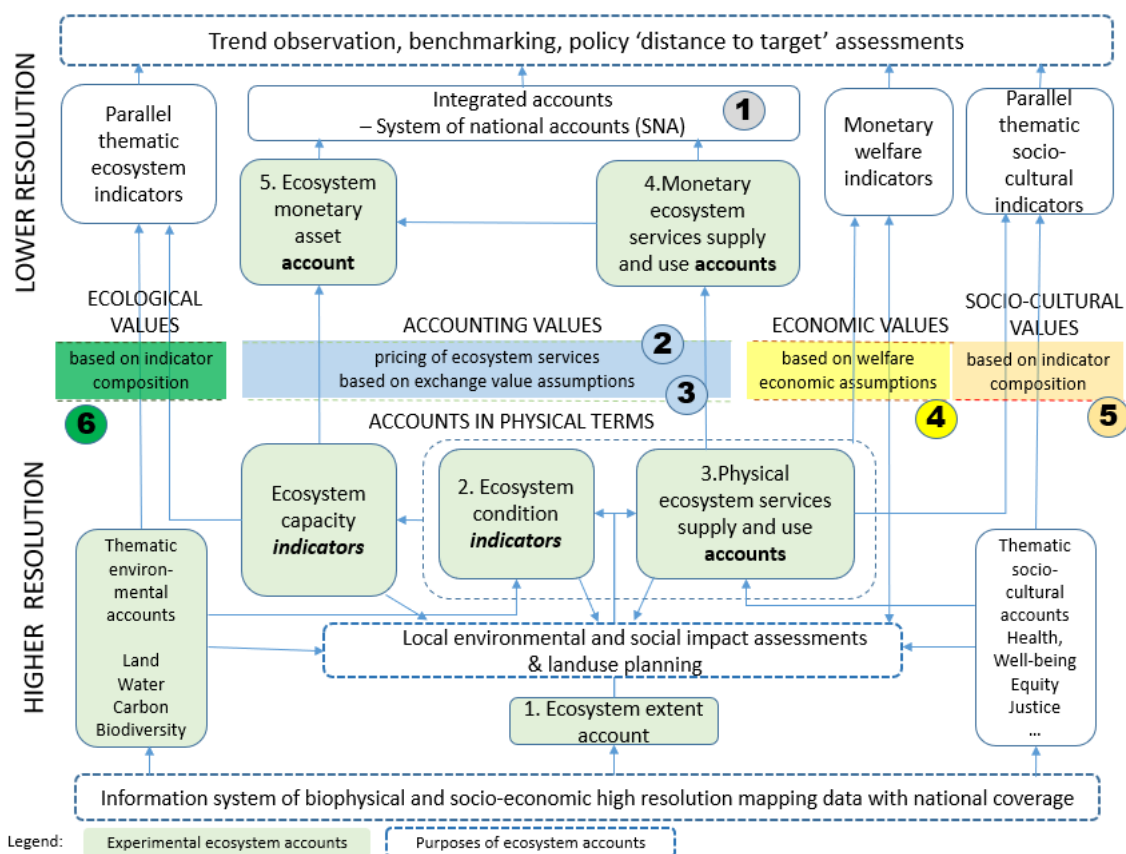 Trend observation, benchmarking, policy ‘distance to target’ assessments
LOWER RESOLUTION
Parallel
thematic
ecosystem
indicators
Integrated accounts
– System of national accounts (SNA)
1
Monetary
welfare
indicators
Parallel
thematic
socio-
cultural
indicators
5. Ecosystem
monetary
asset
account
4.Monetary
ecosystem
services supply
and use accounts
ECOLOGICAL
VALUES
ACCOUNTING VALUES
ECONOMIC VALUES
SOCIO-CULTURAL
VALUES
based on indicator
composition
6
pricing of ecosystem services
based on exchange value assumptions
2
3
based on welfare
economic assumptions
4
based on indicator
composition
5
ACCOUNTS IN PHYSICAL TERMS
HIGHER RESOLUTION
Ecosystem
capacity
indicators
2. Ecosystem
condition
indicators
3.Physical
ecosystem services
supply and use
accounts
Thematic
environ-
mental
accounts
Land
Water
Carbon
Biodiversity
Local environmental and social impact assessments
& landuse planning
Thematic
socio-
cultural
accounts
Health,
Well-being
Equity
Justice
...
1. Ecosystem extent
account
Information system of biophysical and socio-economic high resolution mapping data with national coverage
Legend:
Experimental ecosystem accounts
Purposes of ecosystem accounts